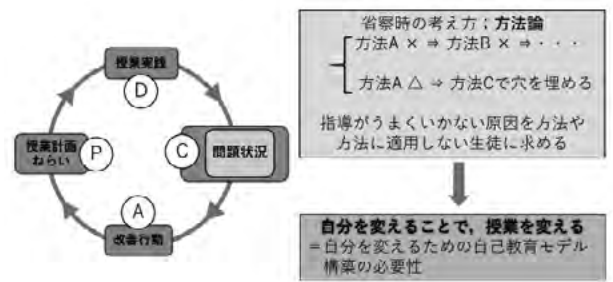 授業実践
D
授業計画
ねらい
P
C
問題状況
A
改善行動
省察時の考え方；方法論
方法A × ⇒ 方法B × ⇒・・・
方法A △ ⇒ 方法Cで穴を埋める
指導がうまくいかない原因を方法や
方法に適用しない生徒に求める
自分を変えることで，授業を変える
＝自分を変えるための自己教育モデル
構築の必要性